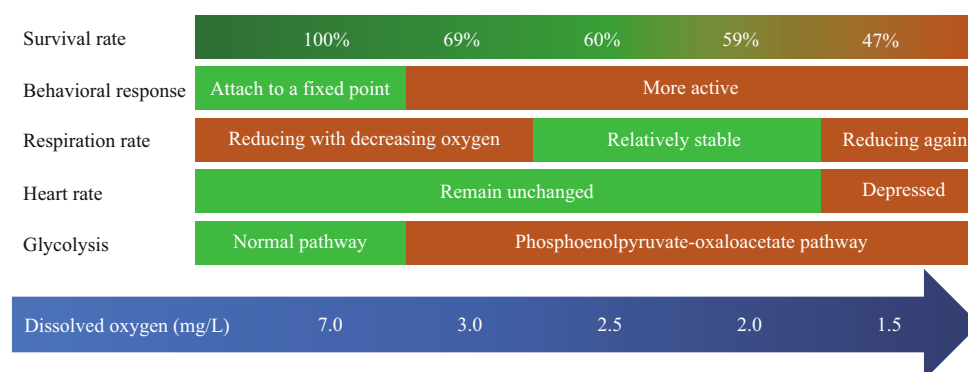 Survival rate 100% 69% 60% 59% 47%
Behavioral response Attach to a fixed point More active
Respiration rate Reducing with decreasing oxygen Relatively stable Reducing again
Heart rate Remain unchanged Depressed
Glycolysis Normal pathway Phosphoenolpyruvate-oxaloacetate pathway
Dissolved oxygen (mg/L) 7.0 3.0 2.5 2.0 1.5